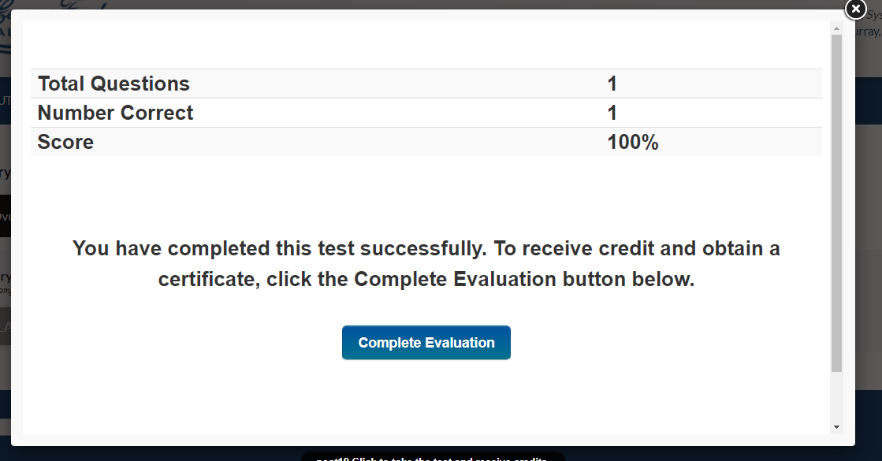 Total Questions 1
Number Correct 1
Score 100%
You have completed this test successfully. To receive credit and obtain a
certificate, click the Complete Evaluation button below.
Complete Evaluation